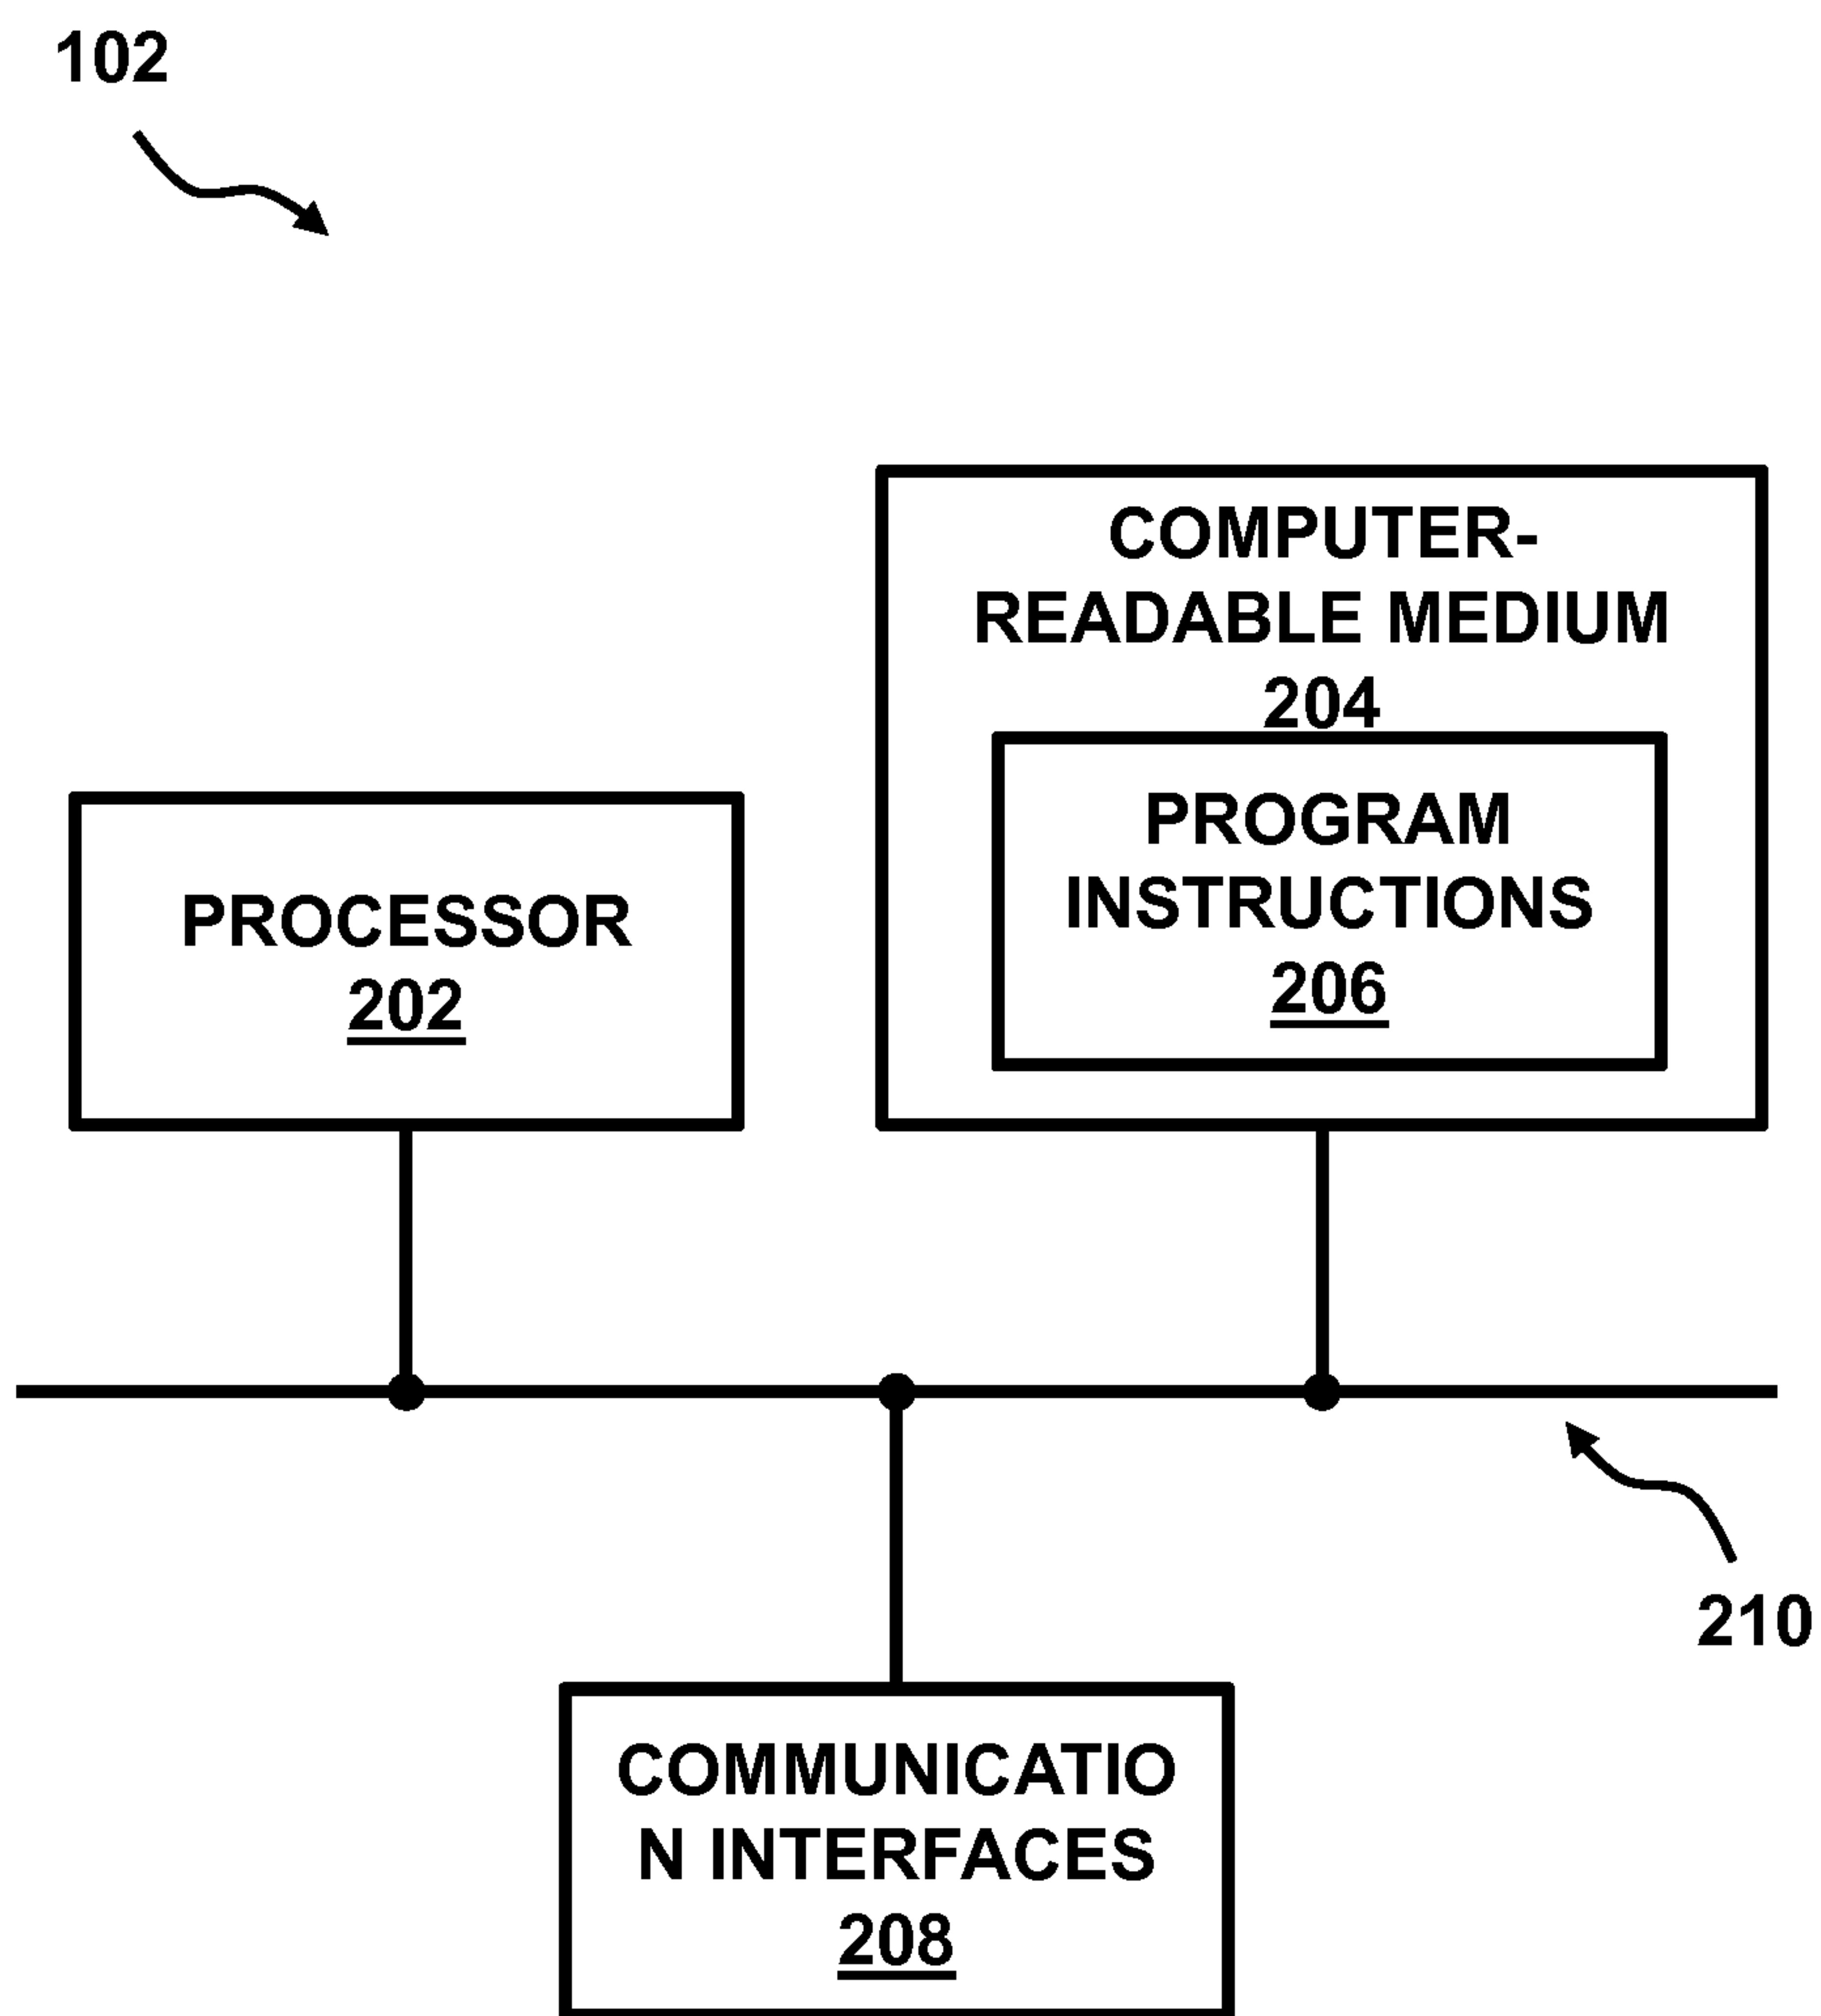 102
COMPUTER-
READABLE MEDIUM
204
PROGRAM
INSTRUCTIONS
206
PROCESSOR
202
210
COMMUNICATIO
N INTERFACES
208